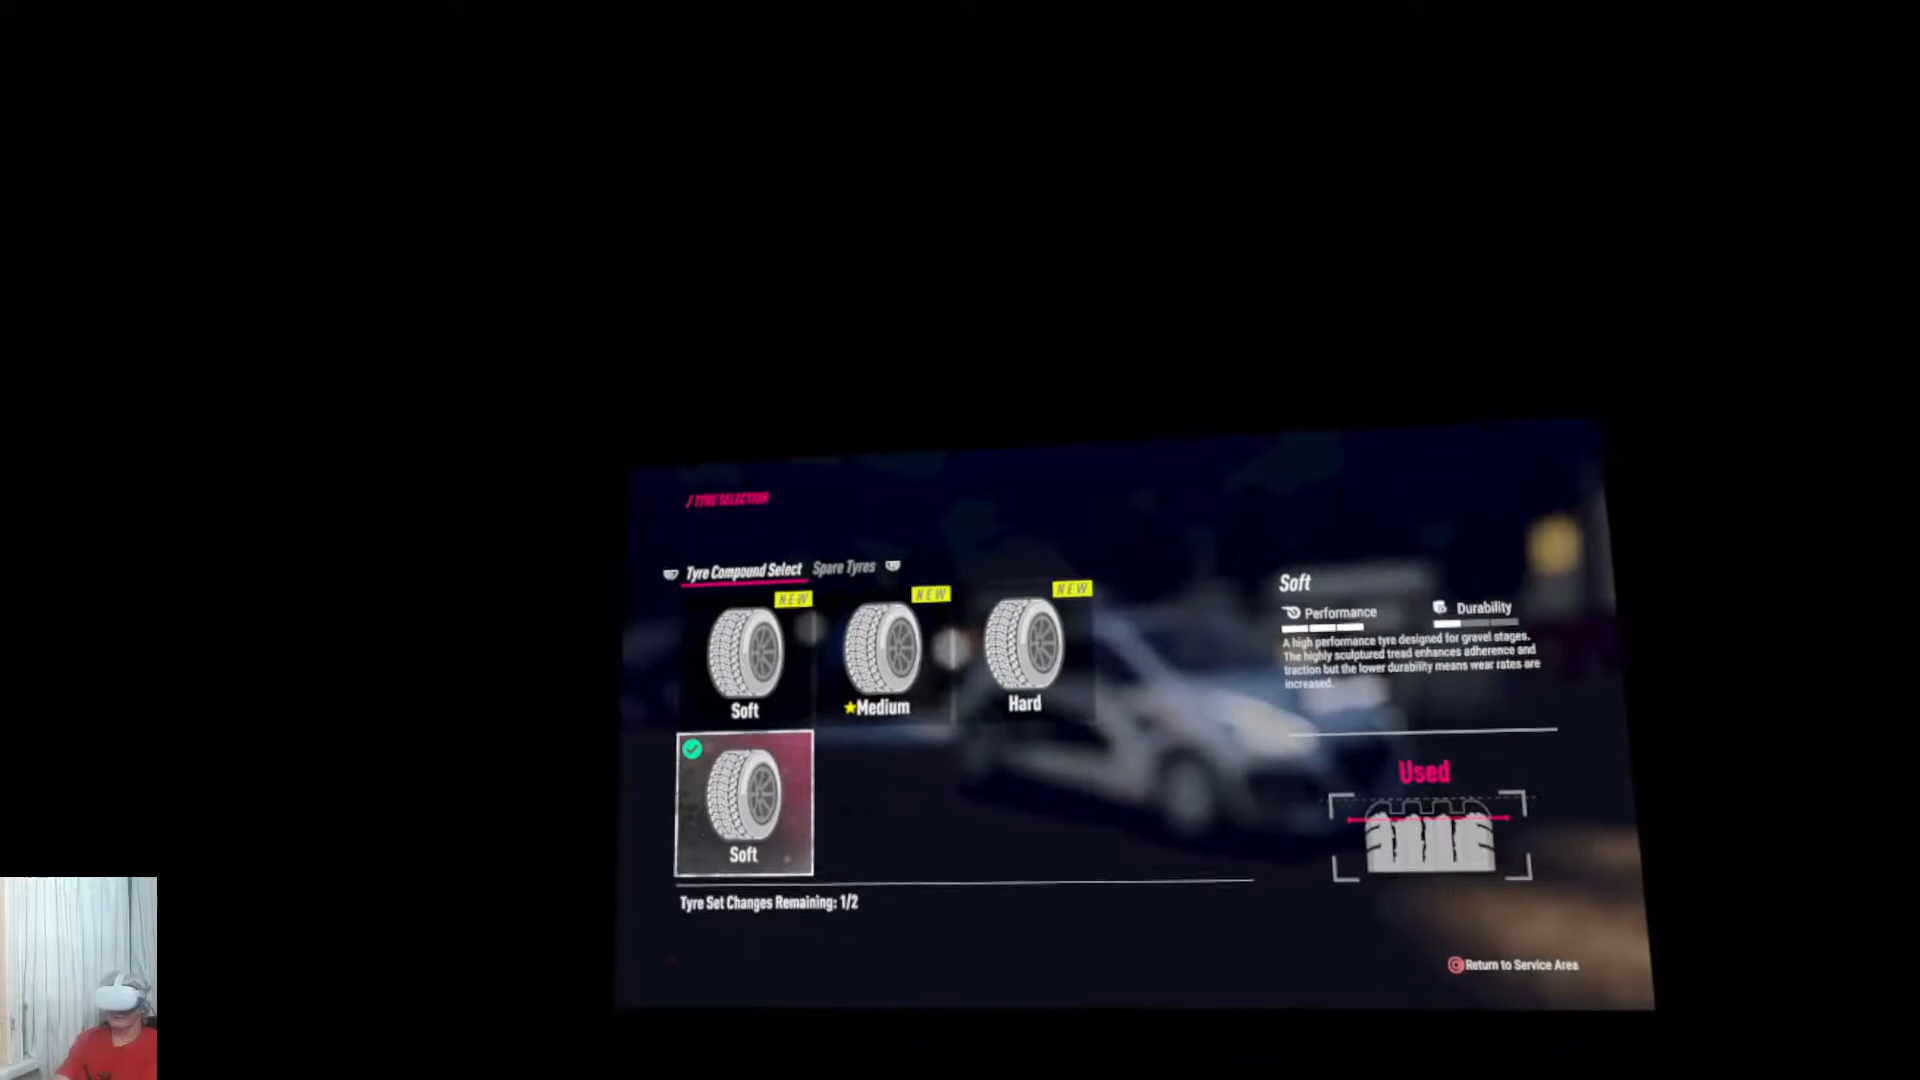 / TYRE SELECTION
Tyre Compound Select Spare Tyres
NEW NEW NEW
Soft ★Medium Hard
Soft
Tyre Set Changes Remaining: 1/2
Soft
Performance Durability
A high performance tyre designed for gravel stages.
The highly sculptured tread enhances adherence and
traction but the lower durability means wear rates are
increased.
Used
Return to Service Area